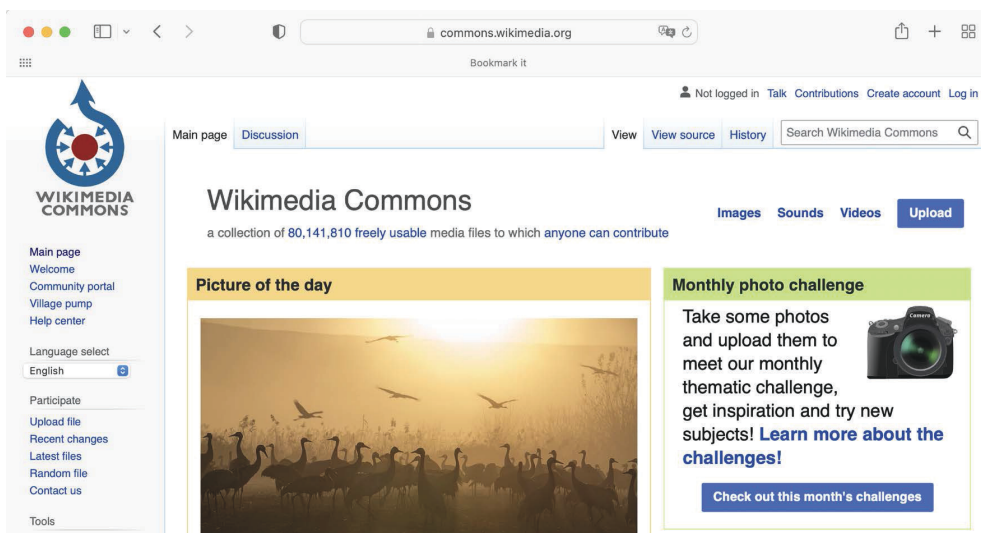 commons.wikimedia.org
Bookmark it
Not logged in Talk Contributions Create account Log in
Main page Discussion View View source History Search Wikimedia Commons
WIKIMEDIA
COMMONS
Wikimedia Commons
Images Sounds Videos Upload
a collection of 80,141,810 freely usable media files to which anyone can contribute
Main page
Welcome
Community portal
Village pump
Help center
Language select
English
Participate
Upload file
Recent changes
Latest files
Random file
Contact us
Tools
Picture of the day
Monthly photo challenge
Take some photos
and upload them to
meet our monthly
thematic challenge,
get inspiration and try new
subjects! Learn more about the
challenges!
Camera
Check out this month's challenges